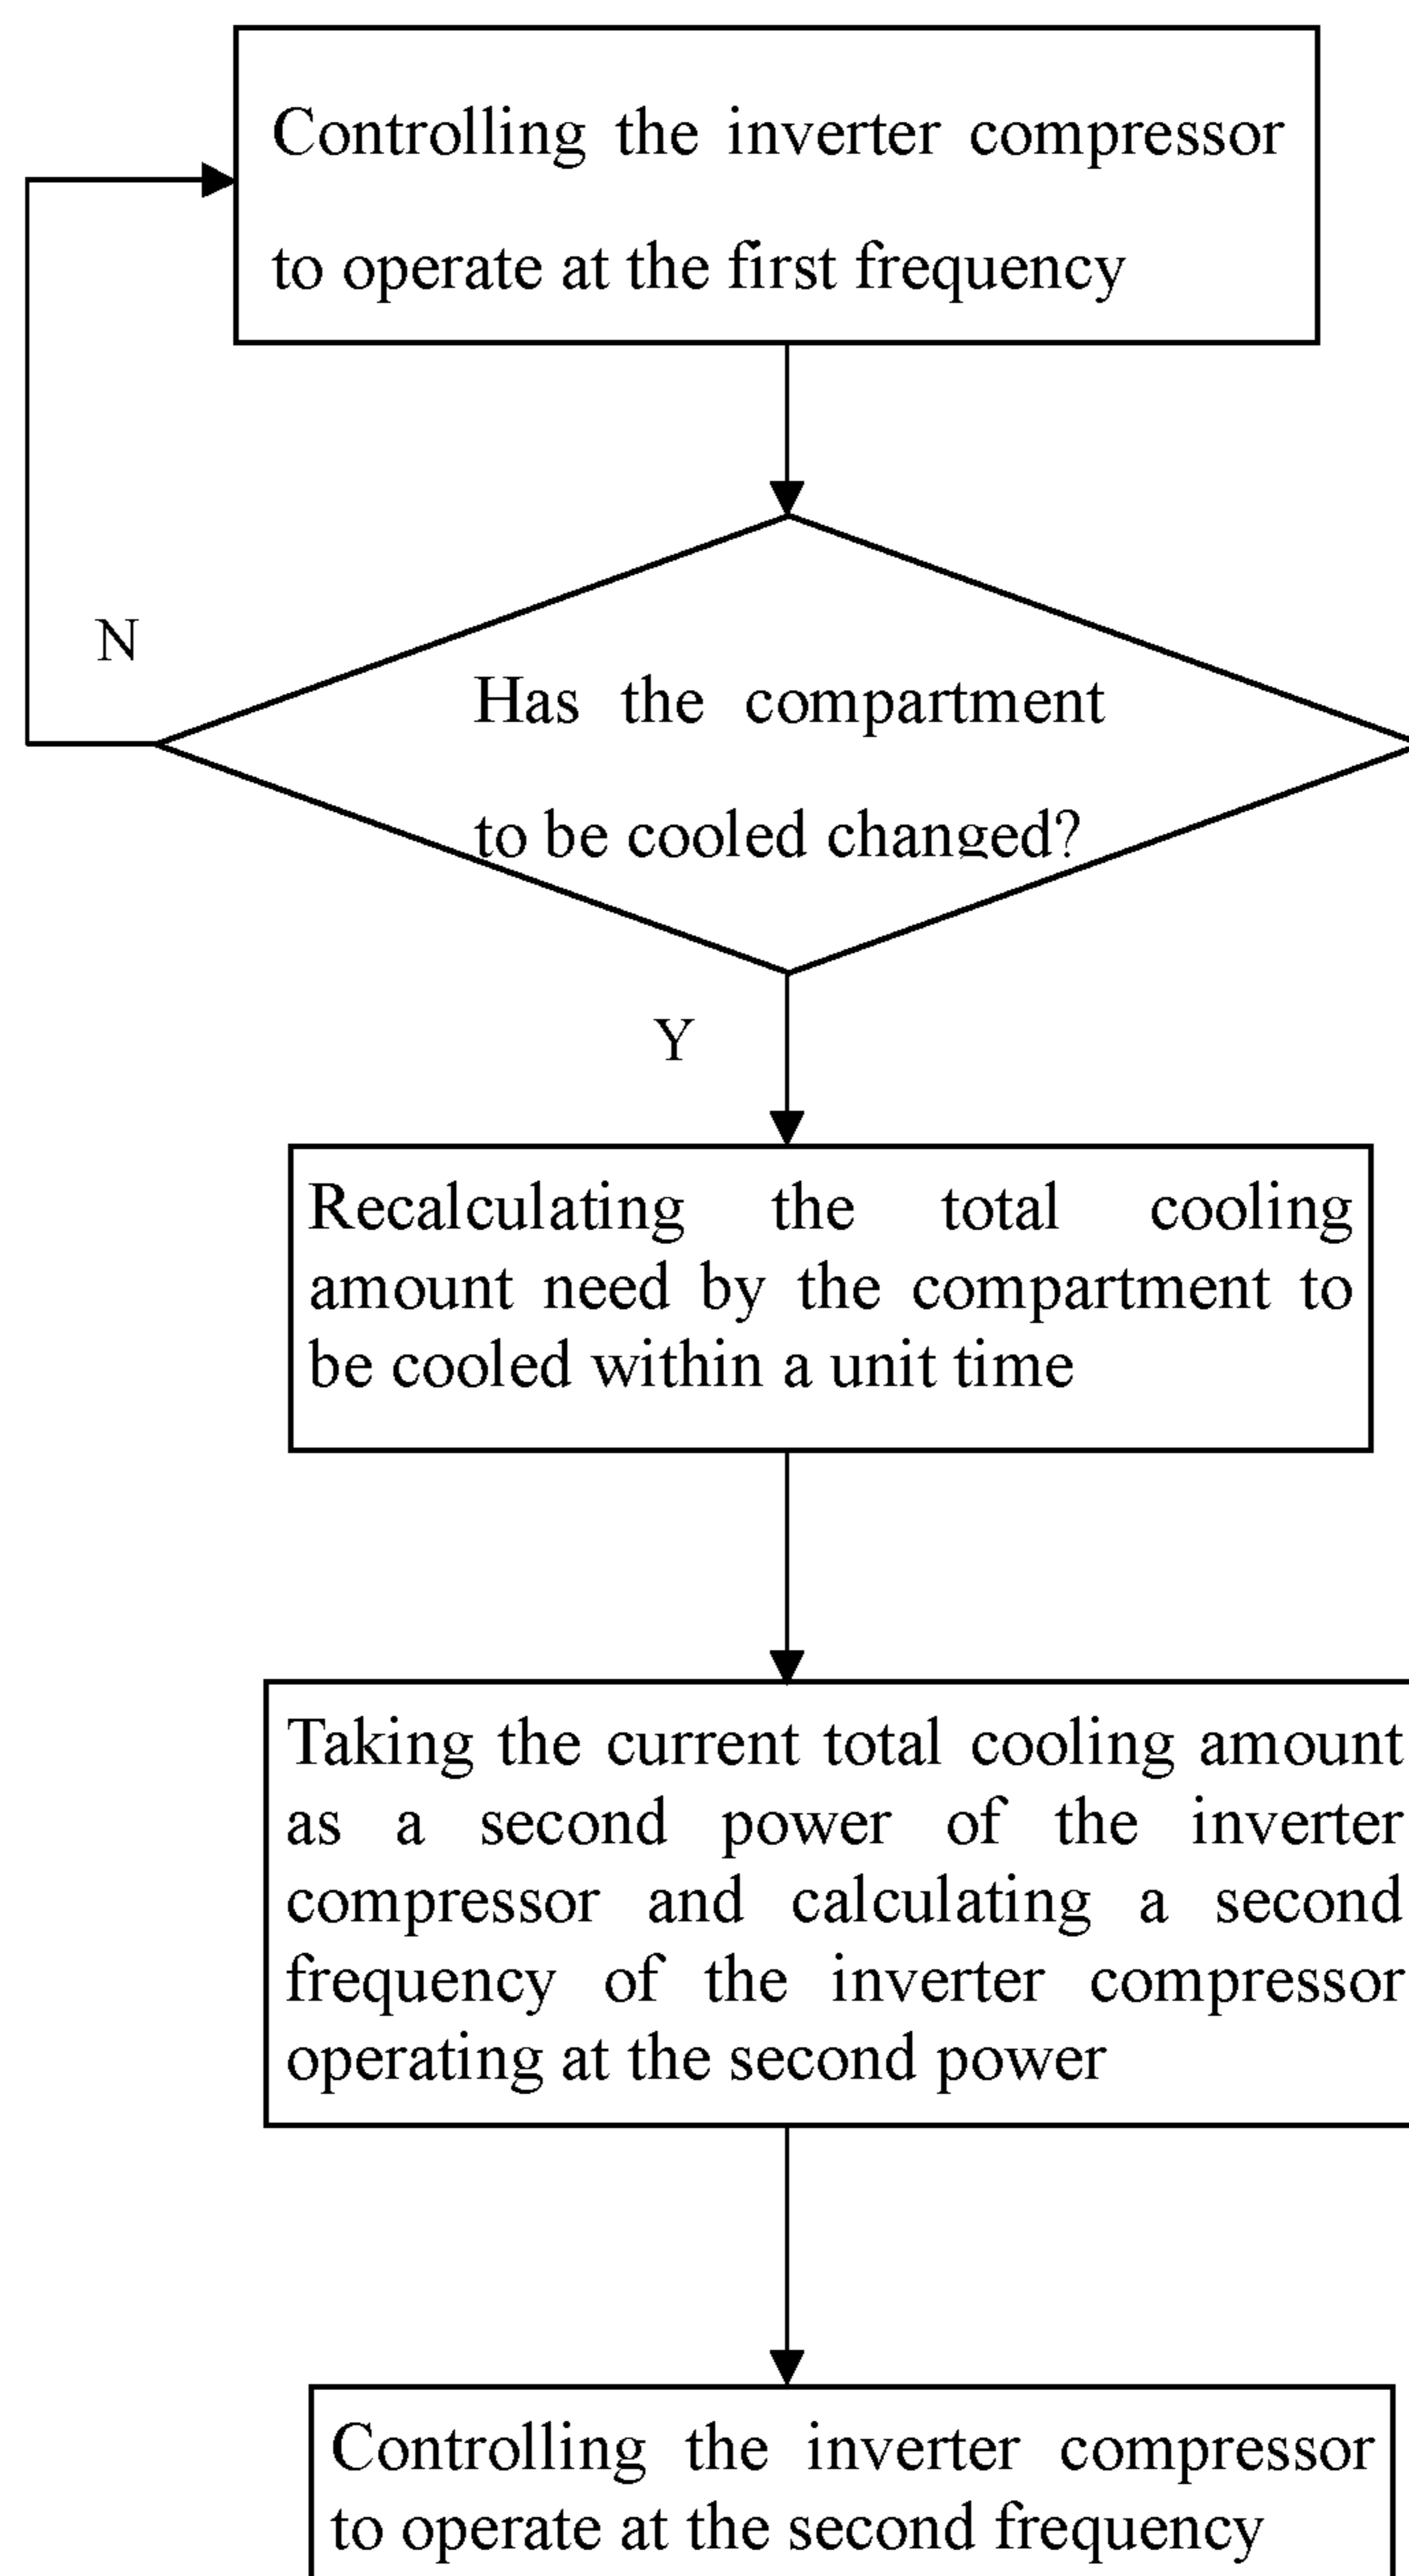 Controlling the inverter compressor
to operate at the first frequency
N
Has the compartment
to be cooled changed?
Y
Recalculating the total cooling
amount need by the compartment to
be cooled within a unit time
Taking the current total cooling amount
as a second power of the inverter
compressor and calculating a second
frequency of the inverter compressor
operating at the second power
Controlling the inverter compressor
to operate at the second frequency